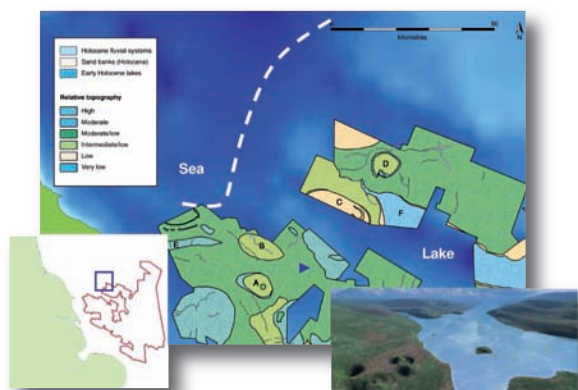 Holocene fluvial systems
Sand banks (Holocene)
Early Holocene lakes
Relative topography
High
Moderate
Moderate/low
Intermediate/low
Low
Very low
50
kilometres
N
Sea
D
C
F
E
B
A
Lake